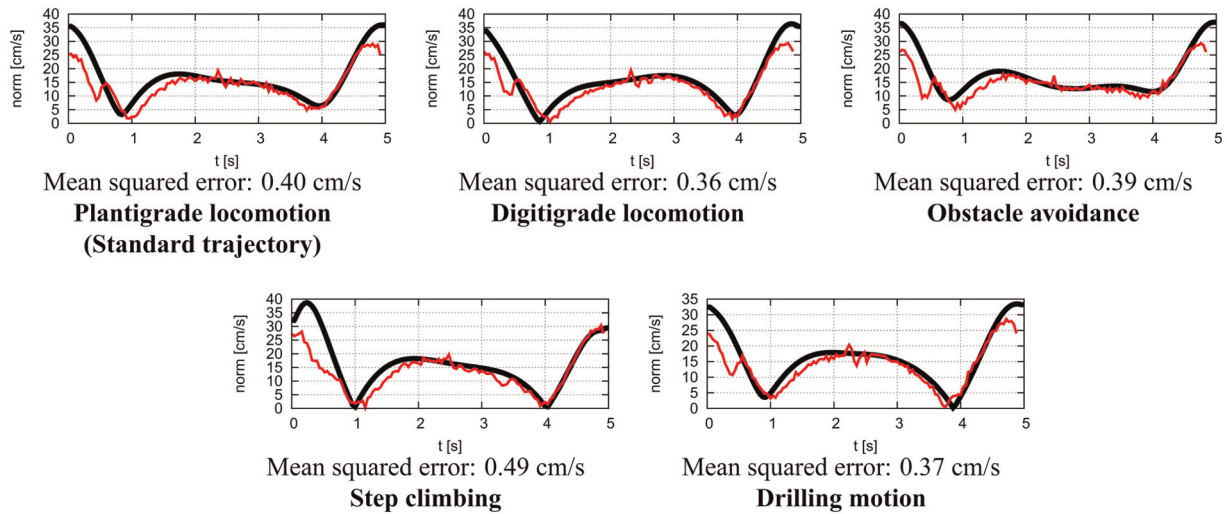 norm [cm/s]
40
35
30
25
20
15
10
5
0
0 1 2 3 4 5
t [s]
Mean squared error: 0.40 cm/s
Plantigrade locomotion
(Standard trajectory)
norm [cm/s]
40
35
30
25
20
15
10
5
0
0 1 2 3 4 5
t [s]
Mean squared error: 0.36 cm/s
Digitigrade locomotion
norm [cm/s]
40
35
30
25
20
15
10
5
0
0 1 2 3 4 5
t [s]
Mean squared error: 0.39 cm/s
Obstacle avoidance
norm [cm/s]
40
35
30
25
20
15
10
5
0
0 1 2 3 4 5
t [s]
Mean squared error: 0.49 cm/s
Step climbing
norm [cm/s]
35
30
25
20
15
10
5
0
0 1 2 3 4 5
t [s]
Mean squared error: 0.37 cm/s
Drilling motion